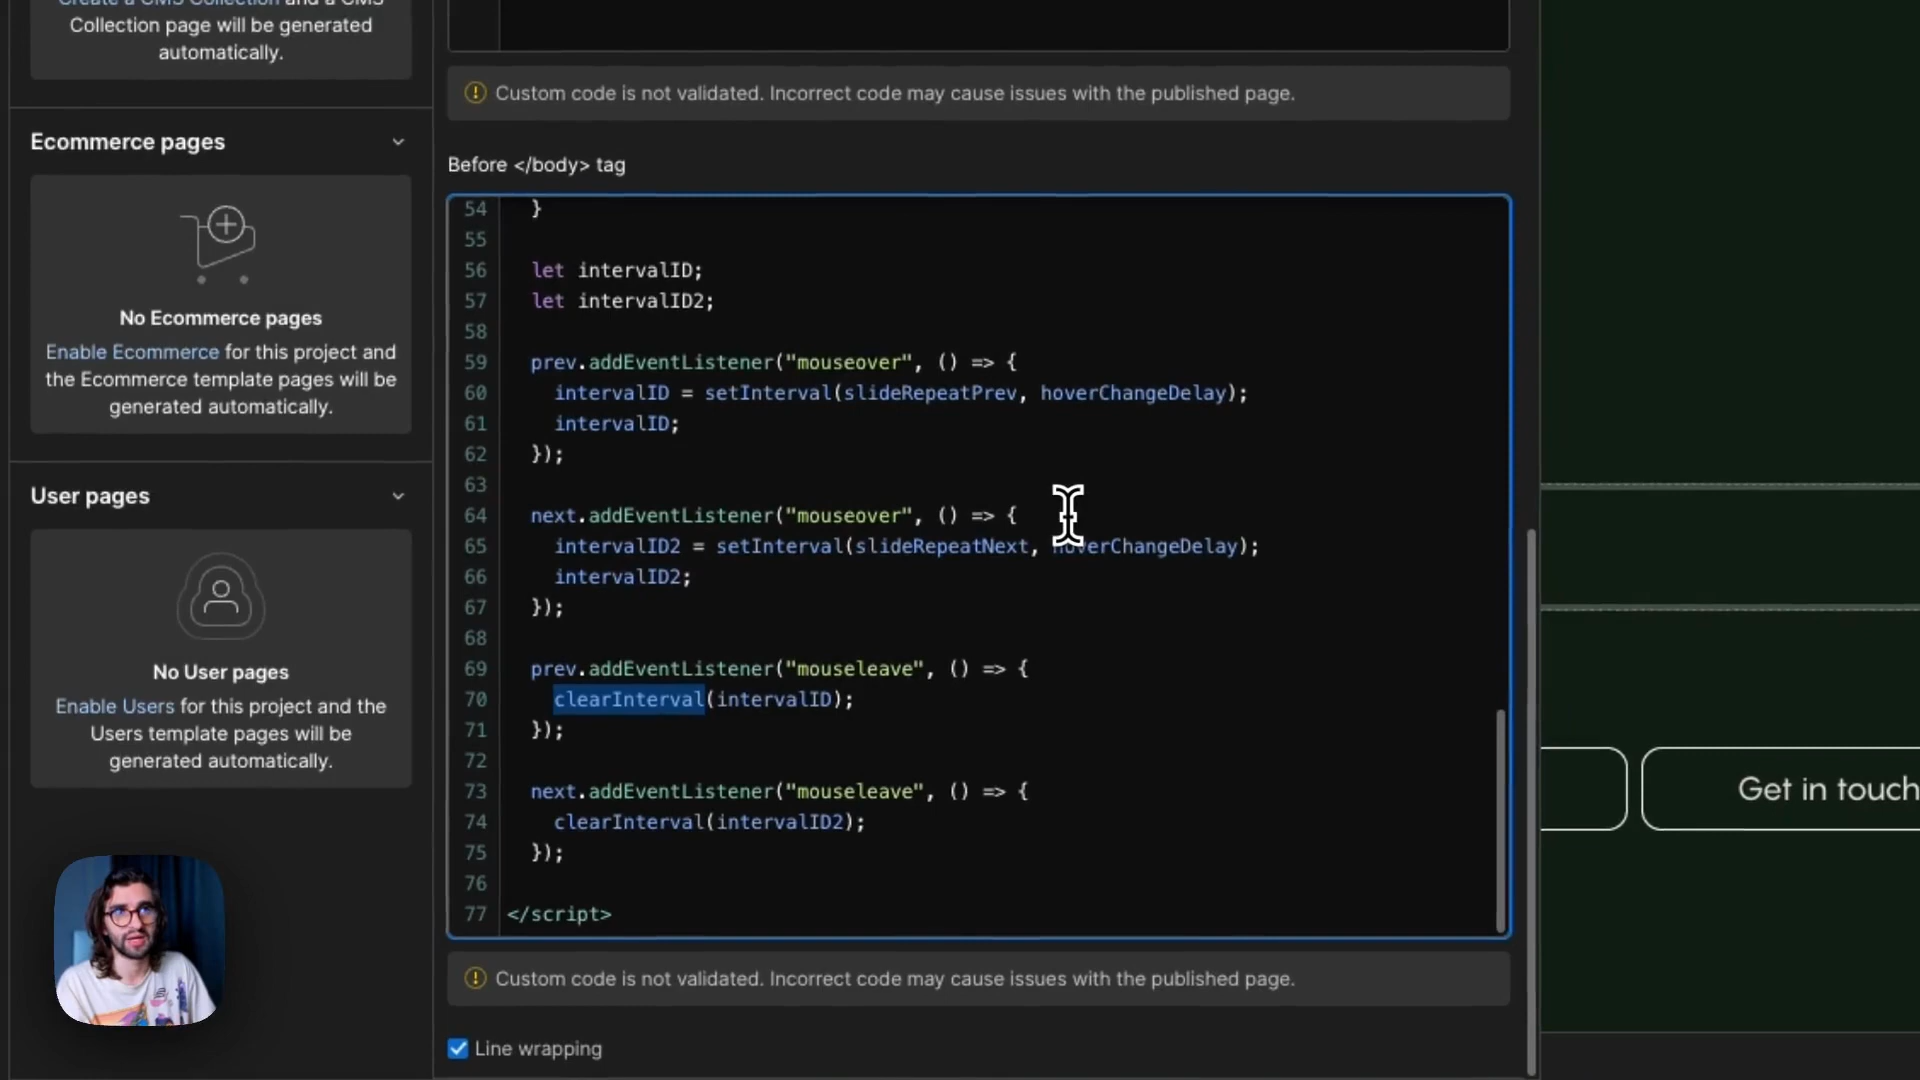 Create a CMS Collection and a CMS
Collection page will be generated
automatically.
Custom code is not validated. Incorrect code may cause issues with the published page.
Ecommerce pages
No Ecommerce pages
Enable Ecommerce for this project and
the Ecommerce template pages will be
generated automatically.
User pages
No User pages
Enable Users for this project and the
Users template pages will be
generated automatically.
Before </body> tag
54 }
55
56 let intervalID;
57 let intervalID2;
58
59 prev.addEventListener("mouseover", () => {
60 intervalID = setInterval(slideRepeatPrev, hoverChangeDelay);
61 intervalID;
62 });
63
64 next.addEventListener("mouseover", () => {
65 intervalID2 = setInterval(slideRepeatNext, hoverChangeDelay);
66 intervalID2;
67 });
68
69 prev.addEventListener("mouseleave", () => {
70 clearInterval(intervalID);
71 });
72
73 next.addEventListener("mouseleave", () => {
74 clearInterval(intervalID2);
75 });
76
77 </script>
Custom code is not validated. Incorrect code may cause issues with the published page.
Line wrapping
Get in touch